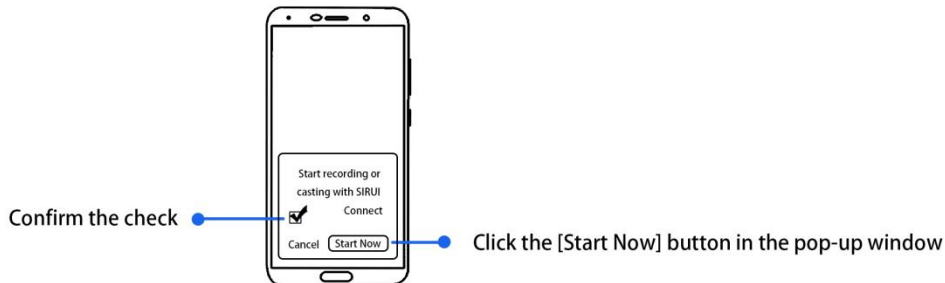 Start recording or
casting with SIRUI
Confirm the check
Connect
Cancel
Start Now
Click the [Start Now] button in the pop-up window